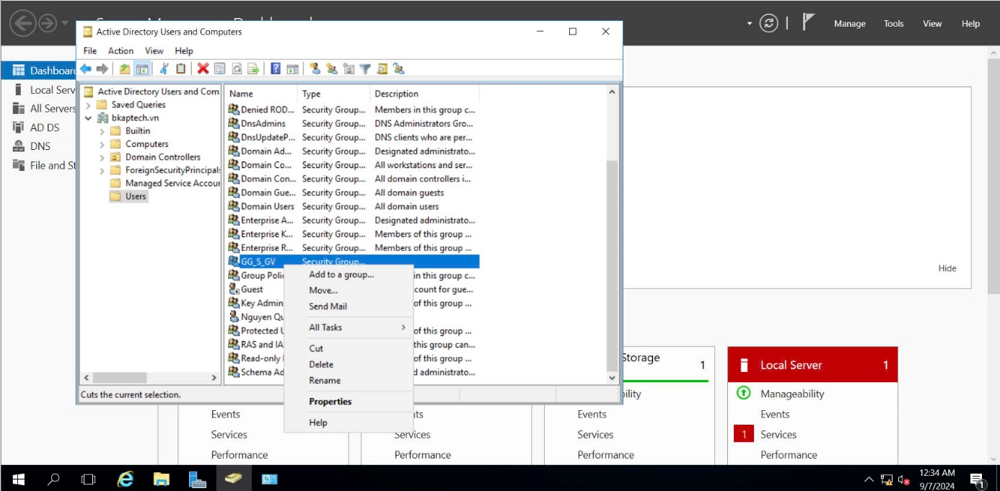 Active Directory Users and Computers
Manage Tools View Help
File Action View Help
Dashboard
Local Serv
All Servers
AD DS
DNS
File and St
Active Directory Users and Com
Saved Queries
bkaptech.vn
Builtin
Computers
Domain Controllers
ForeignSecurityPrincipals
Managed Service Accour
Users
Name Type Description
Denied ROD... Security Group... Members in this group c...
DnsAdmins Security Group... DNS Administrators Gro...
DnsUpdateP... Security Group... DNS clients who are per...
Domain Ad... Security Group... Designated administrato...
Domain Co... Security Group... All workstations and ser...
Domain Con... Security Group... All domain controllers i...
Domain Gue... Security Group... All domain guests
Domain Users Security Group... All domain users
Enterprise A... Security Group... Designated administrato...
Enterprise K... Security Group... Members of this group ...
Enterprise R... Security Group... Members of this group ...
GG_S_GV Security Group...
Group Polic in this group c...
Guest count for gue...
Key Admin of this group ...
Nguyen Qu
Protected U of this group ...
RAS and IA this group can...
Read-only of this group ...
Schema Ad d administrato...
Add to a group...
Move...
Send Mail
All Tasks
Cut
Delete
Rename
Properties
Help
Cuts the current selection.
Hide
Events
Services
Performance
nts
Services
Performance
Storage 1
bility
Events
Services
Performance
Local Server 1
Manageability
Events
1 Services
Performance
12:34 AM
9/7/2024
1